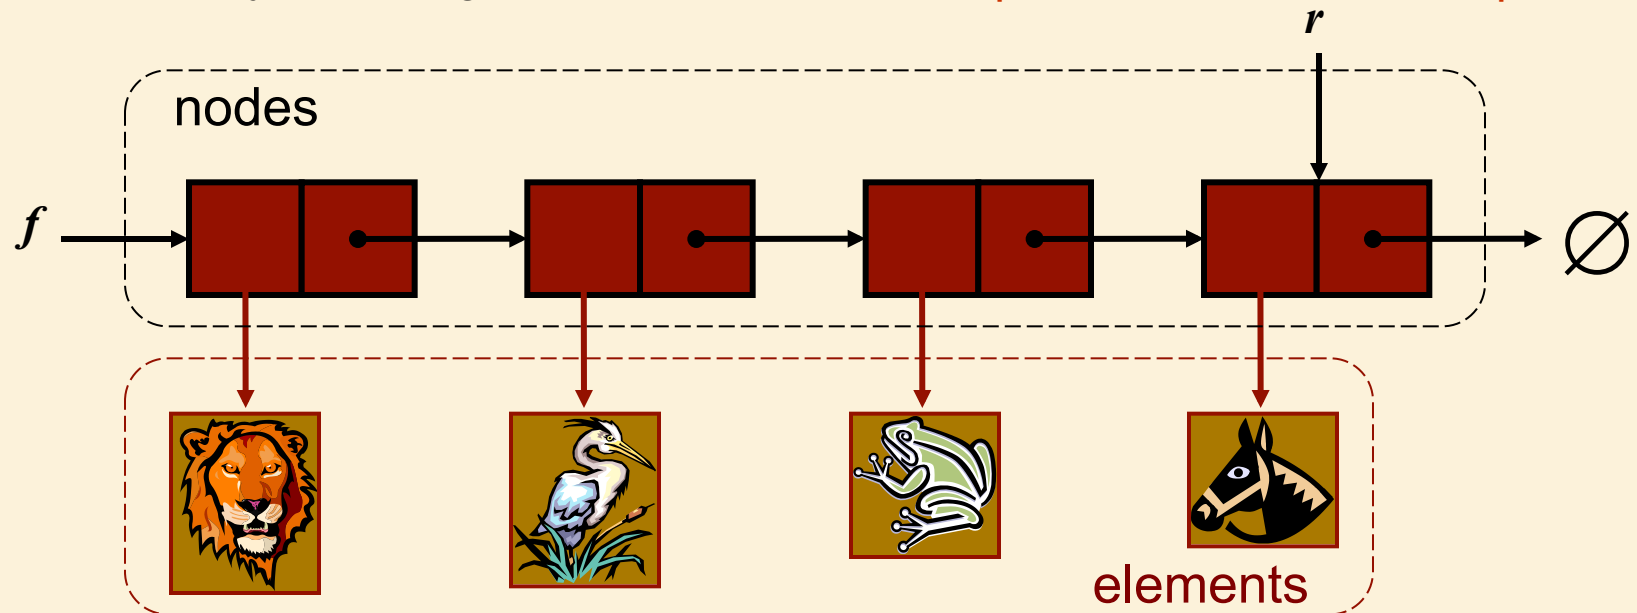 r
nodes
f
∅
elements